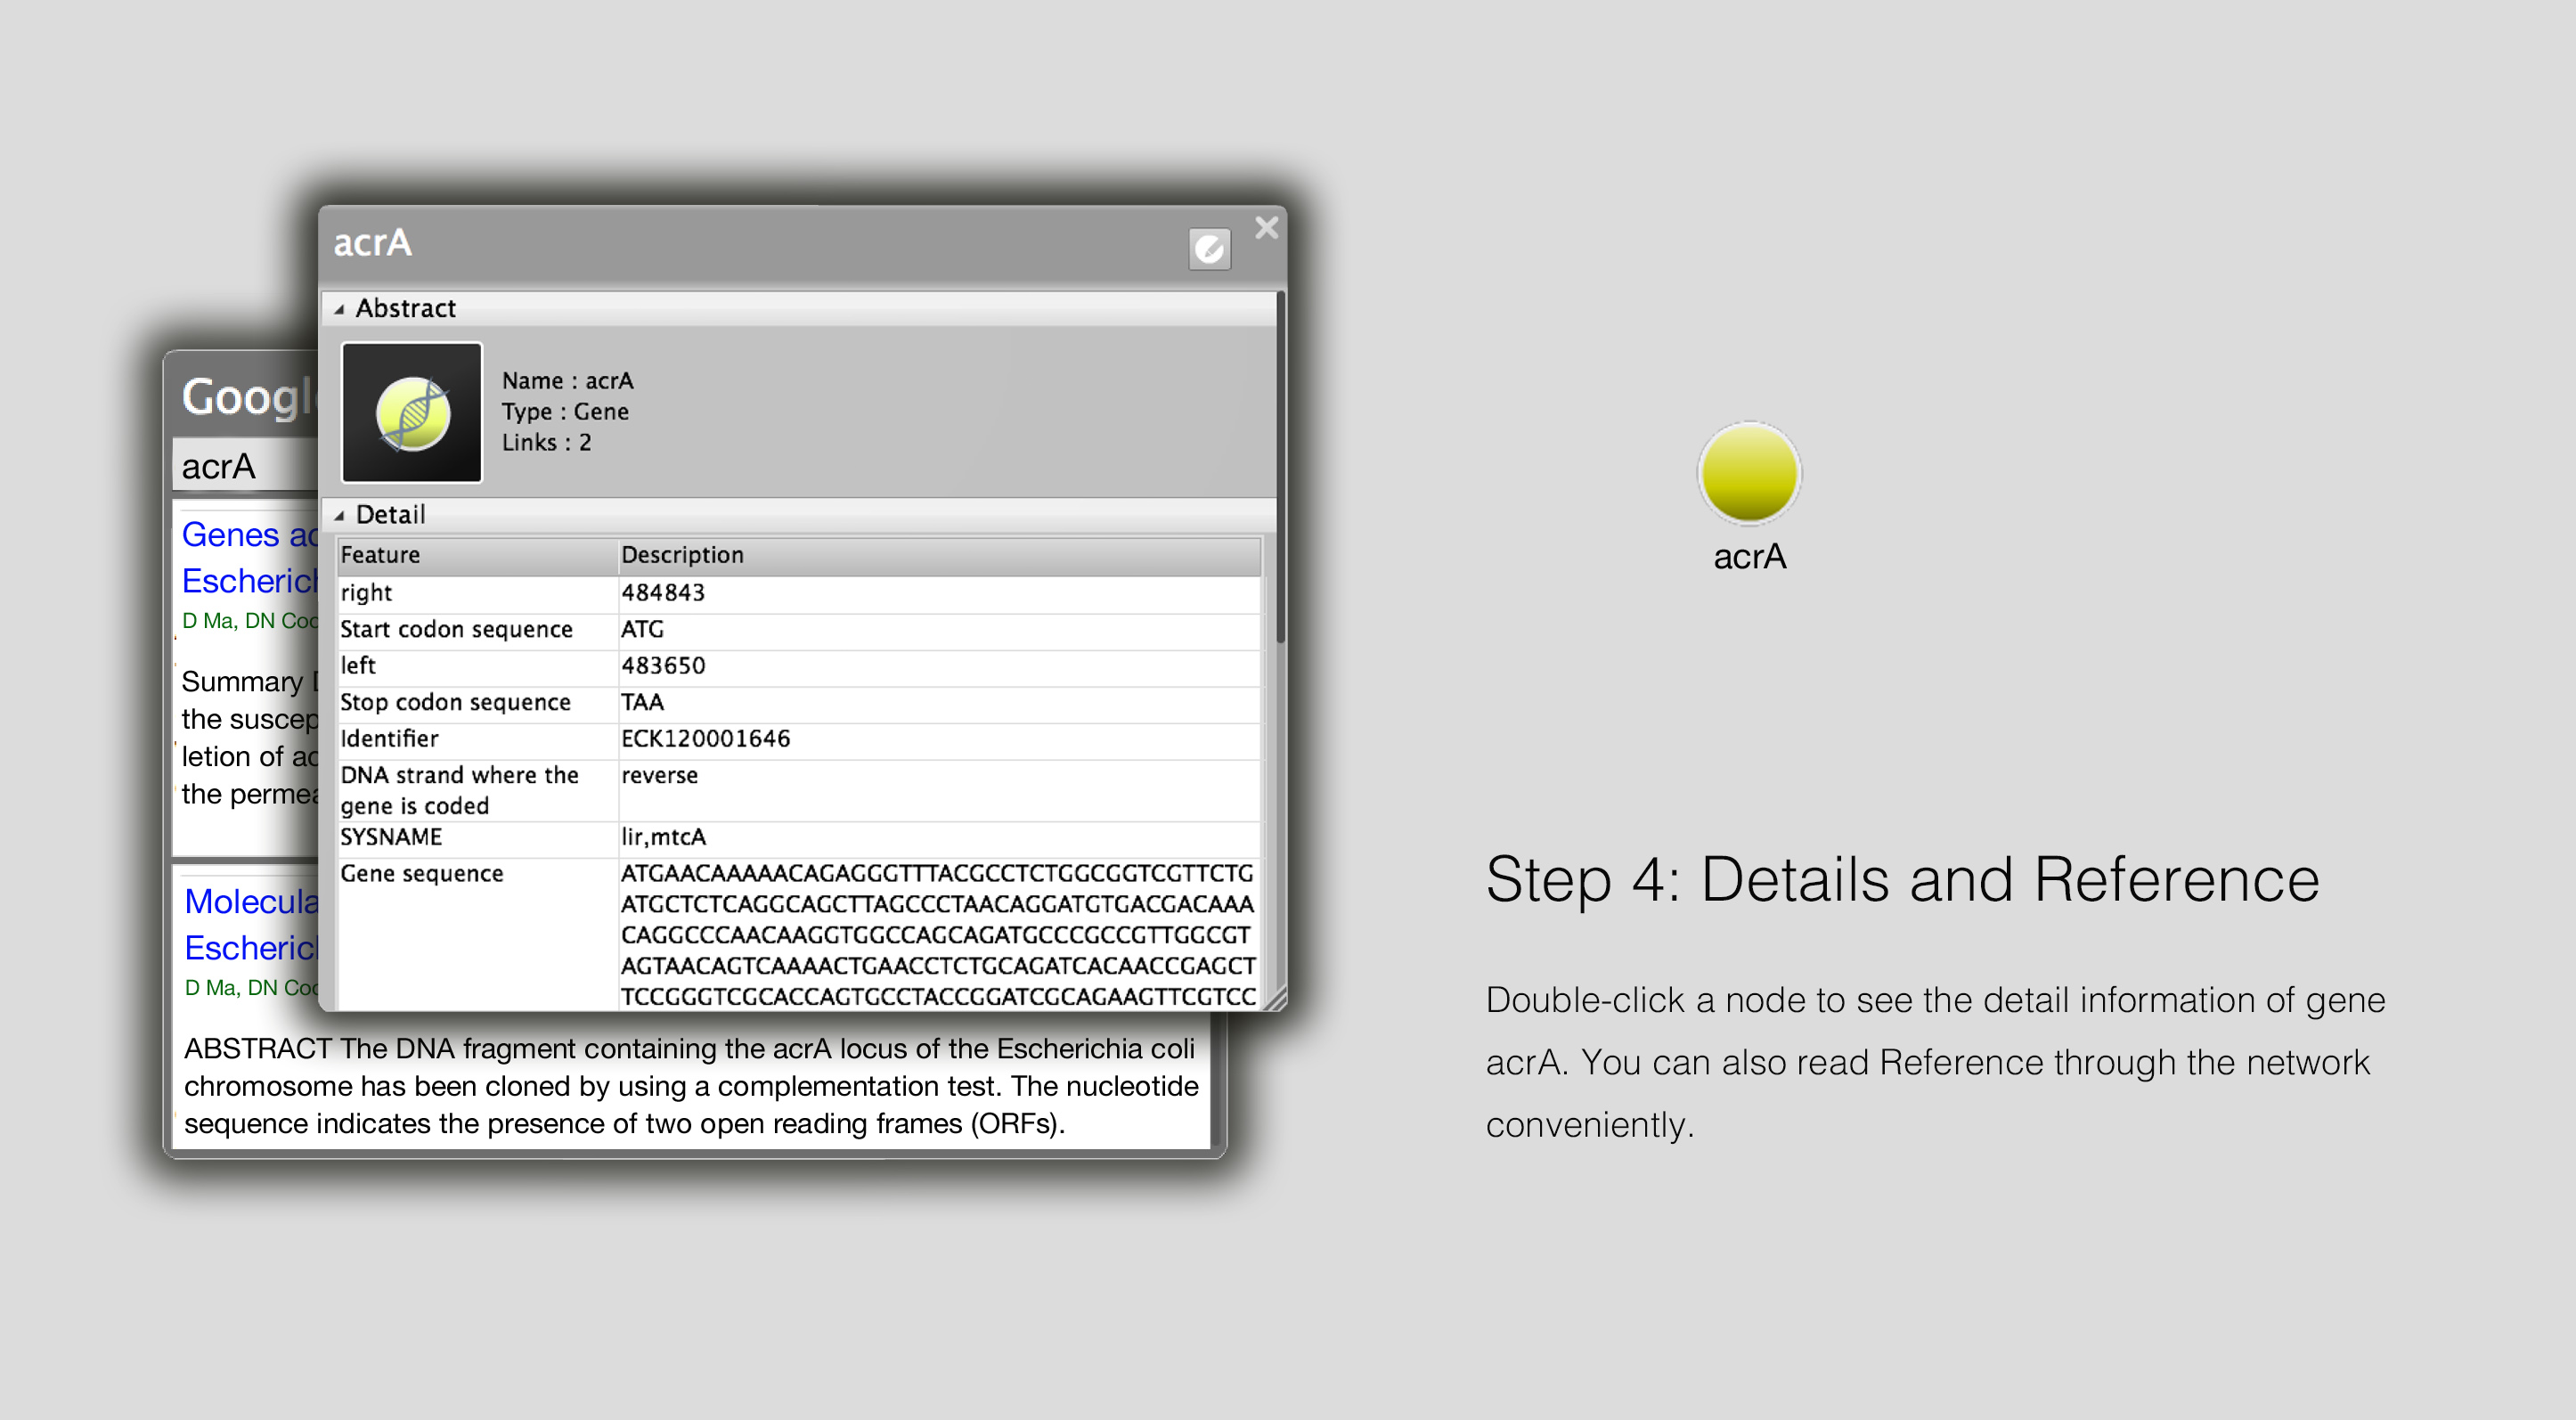 acrA
Abstract
Name : acrA
Type : Gene
Links : 2
Detail
Feature Description
right 484843
Start codon sequence ATG
left 483650
Stop codon sequence TAA
Identifier ECK120001646
DNA strand where the reverse
gene is coded
SYSNAME lir,mtcA
Gene sequence ATGAACAAAAACAGAGGGTTTACGCCTCTGGCGGTCGTTCTG
ATGCTCTCAGGCAGCTTAGCCCTAACAGGATGTGACGACAAA
CAGGCCCAACAAGGTGGCCAGCAGATGCCCGCCGTTGGCGT
AGTAACAGTCAAAACTGAACCTCTGCAGATCACAACCGAGCT
TCCGGGTCGCACCAGTGCCTACCGGATCGCAGAAGTTCGTCC
Googl
acrA
Genes ac
Escherich
D Ma, DN Coo
Summary
the suscep
letion of ac
the permea
Molecula
Escheric
D Ma, DN Coo
ABSTRACT The DNA fragment containing the acrA locus of the Escherichia coli
chromosome has been cloned by using a complementation test. The nucleotide
sequence indicates the presence of two open reading frames (ORFs).
acrA
Step 4: Details and Reference
Double-click a node to see the detail information of gene
acrA. You can also read Reference through the network
conveniently.